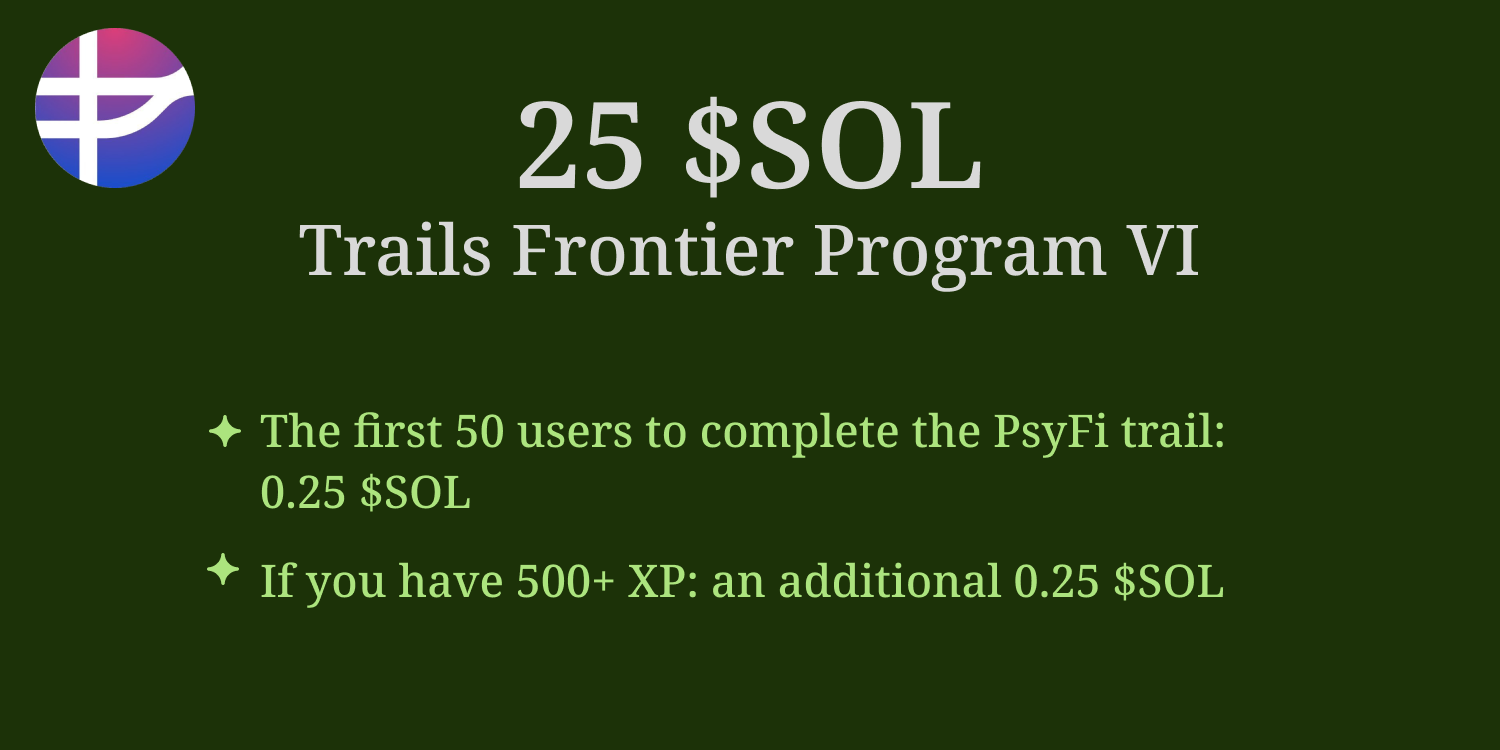 25 $SOL
Trails Frontier Program VI
The first 50 users to complete the PsyFi trail:
0.25 $SOL
If you have 500+ XP: an additional 0.25 $SOL